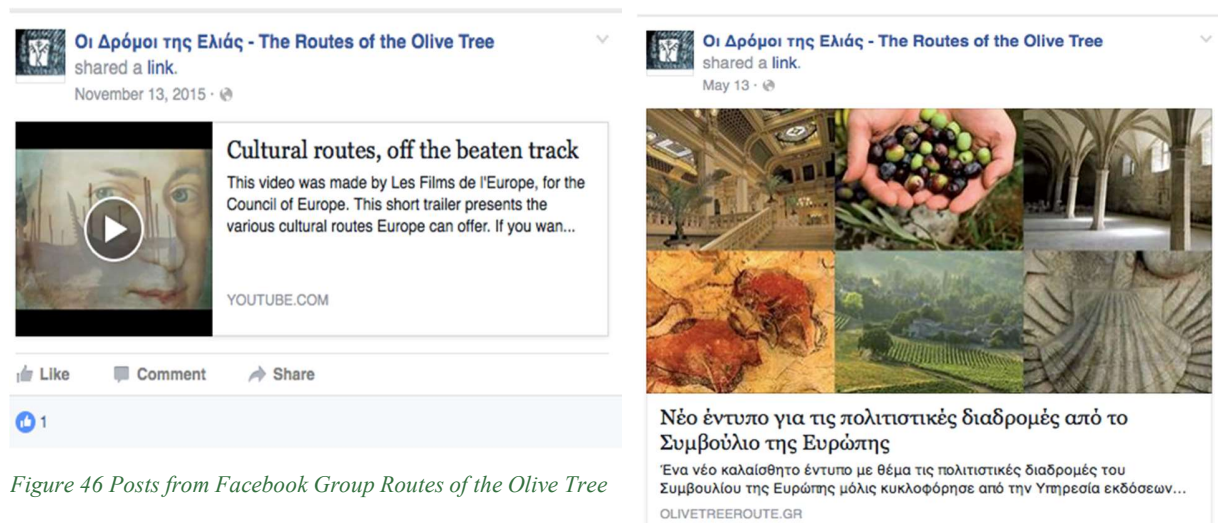 Οι Δρόμοι της Ελιάς - The Routes of the Olive Tree
shared a link.
November 13, 2015 ·
Cultural routes, off the beaten track
This video was made by Les Films de l'Europe, for the
Council of Europe. This short trailer presents the
various cultural routes Europe can offer. If you wan...
YOUTUBE.COM
Like Comment Share
1
Figure 46 Posts from Facebook Group Routes of the Olive Tree
Οι Δρόμοι της Ελιάς - The Routes of the Olive Tree
shared a link.
May 13 ·
Νέο έντυπο για τις πολιτιστικές διαδρομές από το
Συμβούλιο της Ευρώπης
Ένα νέο καλαίσθητο έντυπο με θέμα τις πολιτιστικές διαδρομές του
Συμβουλίου της Ευρώπης μόλις κυκλοφόρησε από την Υπηρεσία εκδόσεων...
OLIVETREEROUTE.GR